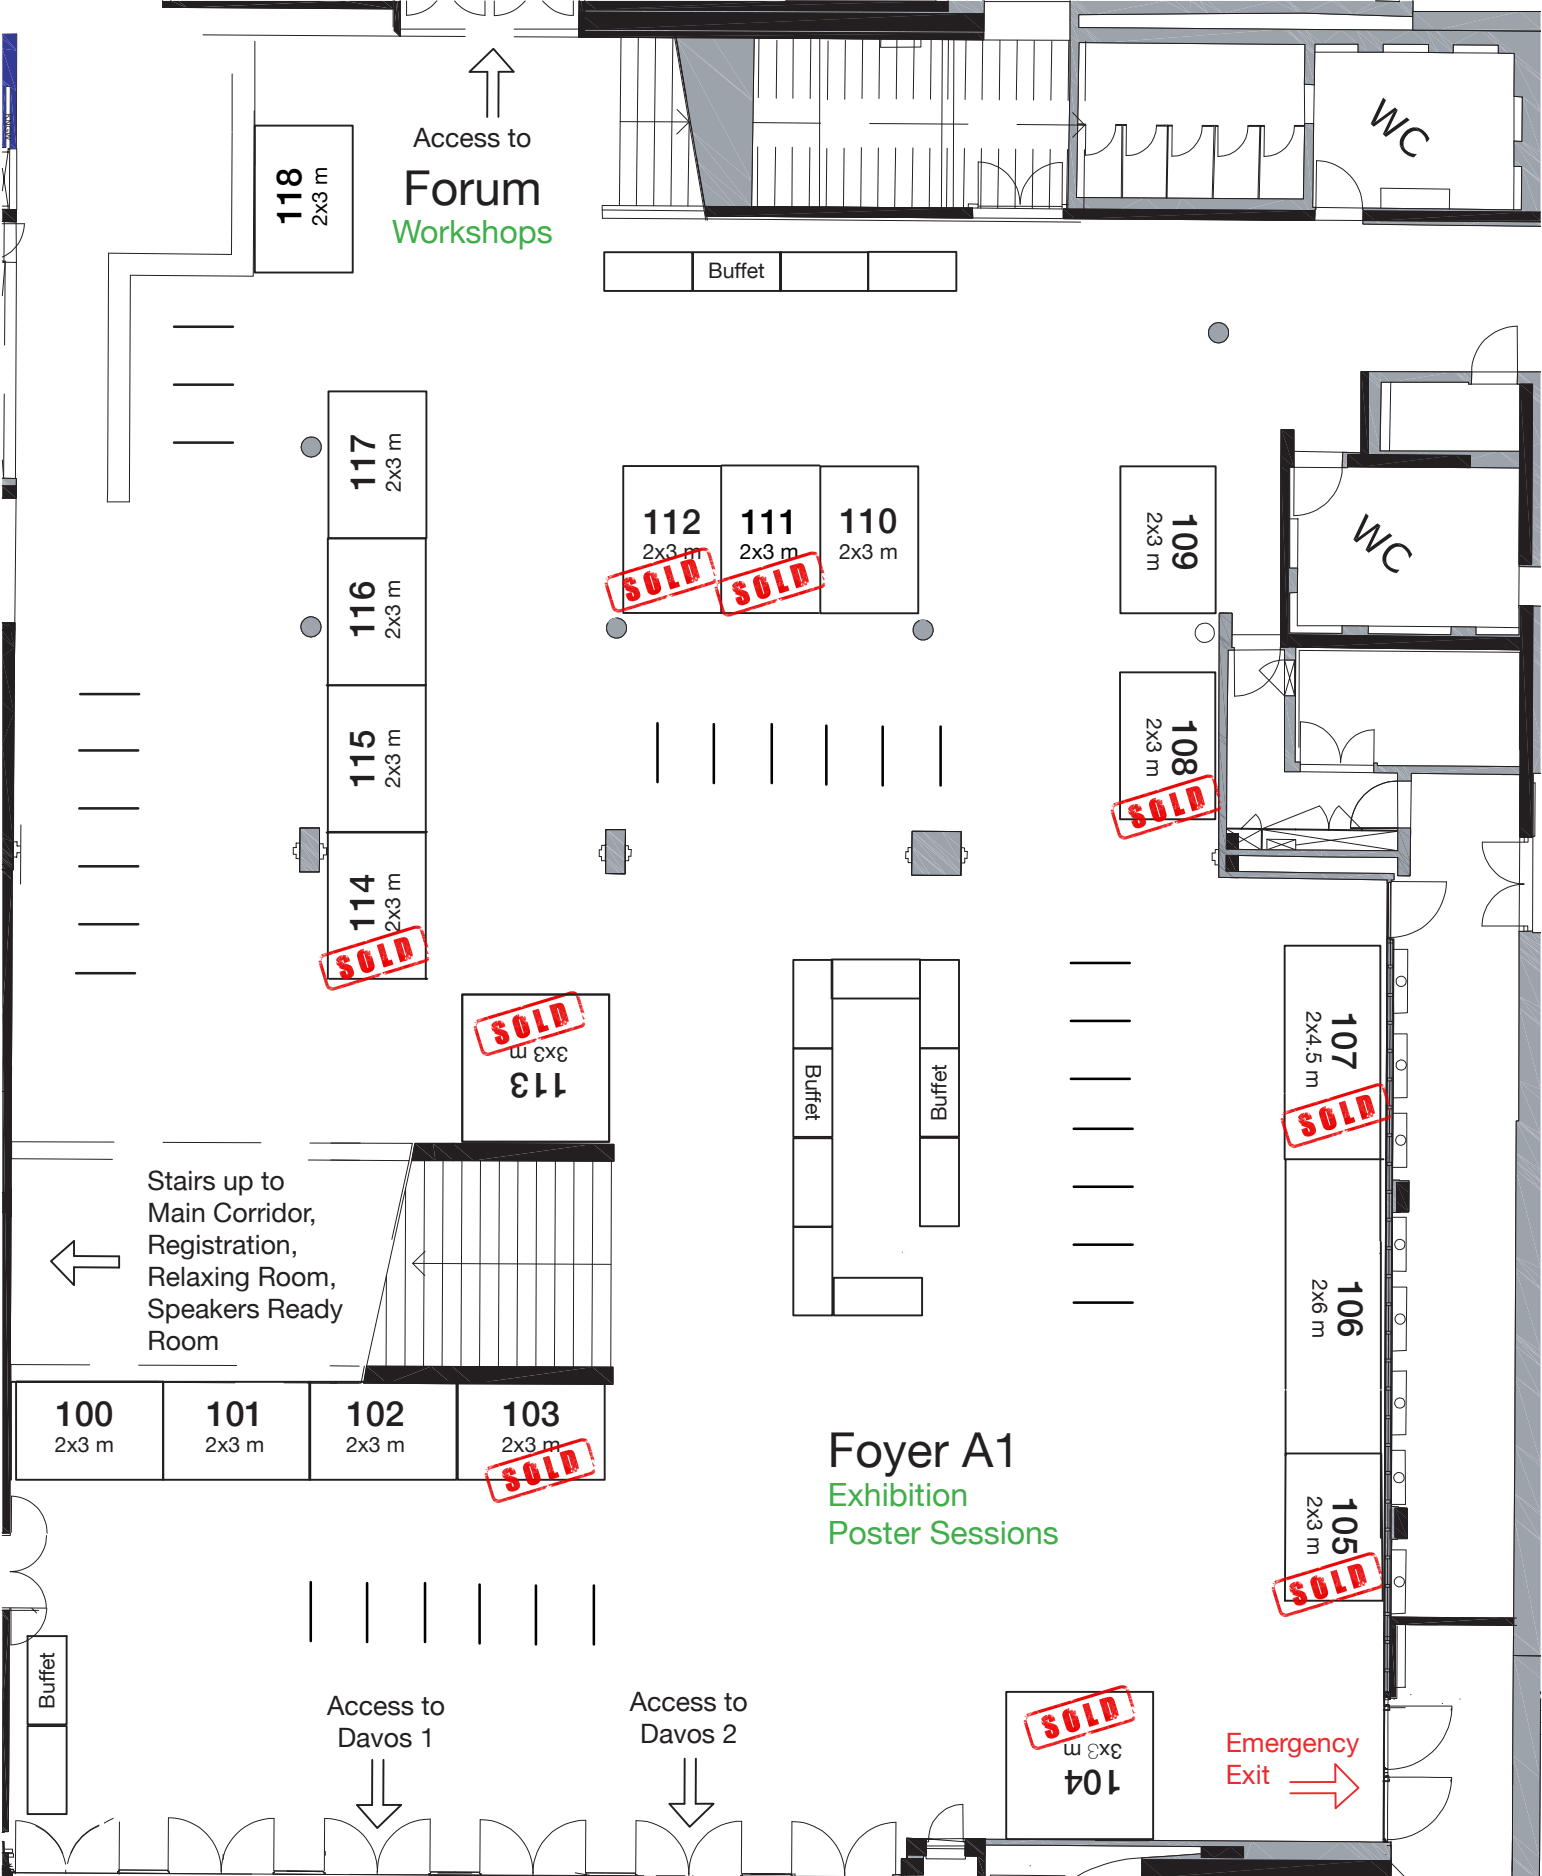 Access to
Forum
Workshops
WC
118
2x3 m
Buffet
117
2x3 m
112
2x3 m
SOLD
111
2x3 m
SOLD
110
2x3 m
109
2x3 m
WC
116
2x3 m
115
2x3 m
108
2x3 m
SOLD
114
2x3 m
SOLD
SOLD
3x3 m
113
Buffet
Buffet
107
2x4.5 m
SOLD
Stairs up to
Main Corridor,
Registration,
Relaxing Room,
Speakers Ready
Room
106
2x6 m
100
2x3 m
101
2x3 m
102
2x3 m
103
2x3 m
SOLD
Foyer A1
Exhibition
Poster Sessions
105
2x3 m
SOLD
Buffet
Access to
Davos 1
Access to
Davos 2
SOLD
3x3 m
104
Emergency
Exit